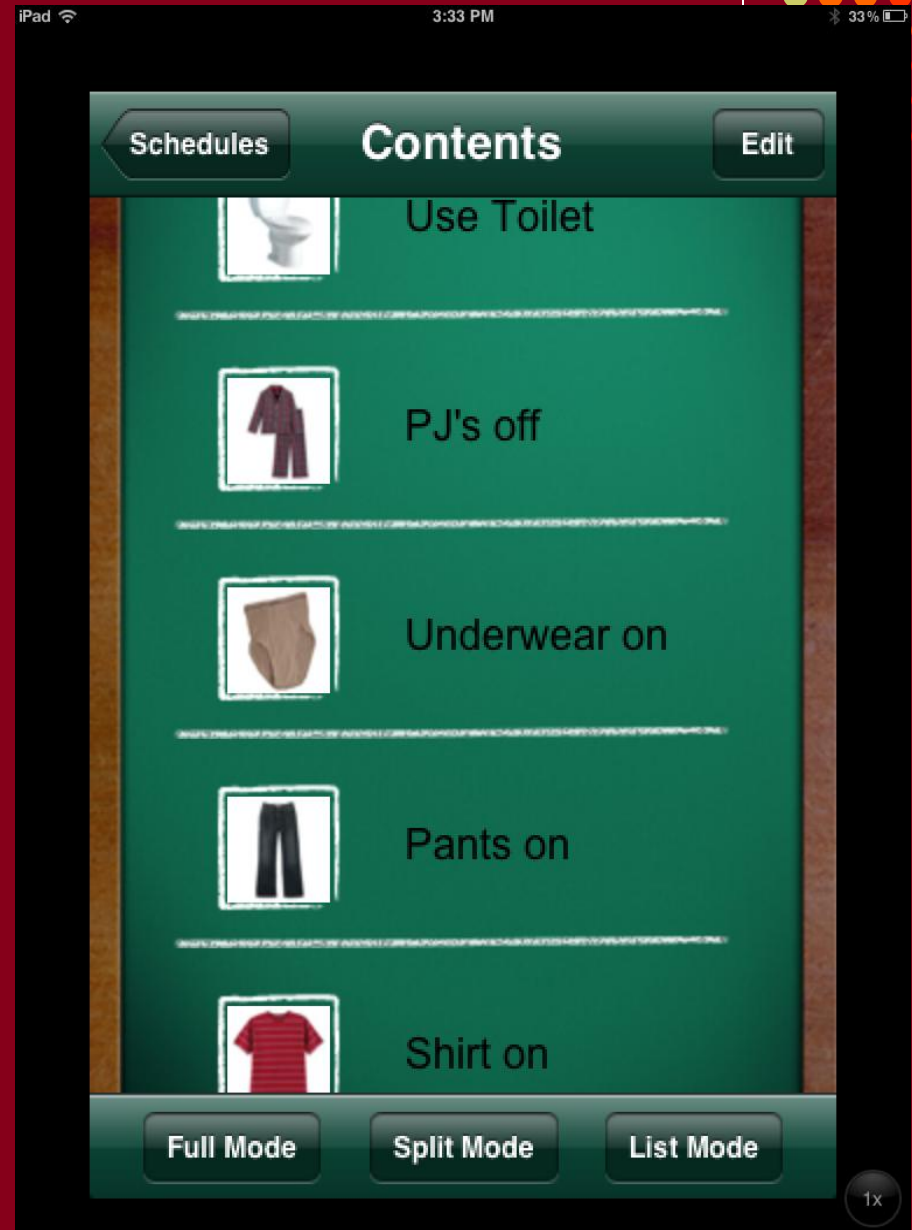 iPad 3:33 PM 33%
Schedules Contents Edit
Use Toilet
PJ's off
Underwear on
Pants on
Shirt on
Full Mode Split Mode List Mode
1x